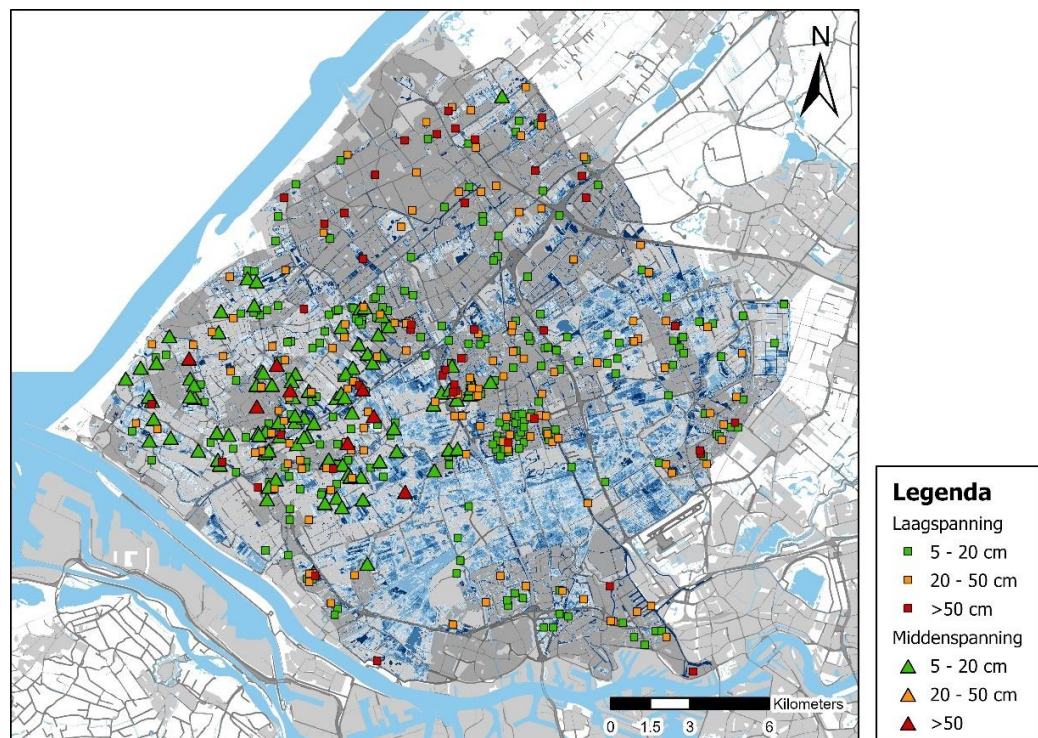 N
Kilometers
0 1.5 3 6
Legenda
Laagspanning
5 - 20 cm
20 - 50 cm
>50 cm
Middenspanning
5 - 20 cm
20 - 50 cm
>50